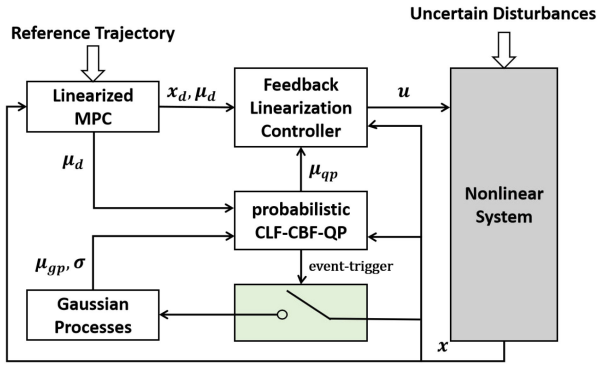 Reference Trajectory
Uncertain Disturbances
Linearized
MPC
x_d, μ_d
Feedback
Linearization
Controller
u
μ_d
μ_qp
probabilistic
CLF-CBF-QP
Nonlinear
System
μ_gp, σ
event-trigger
Gaussian
Processes
x